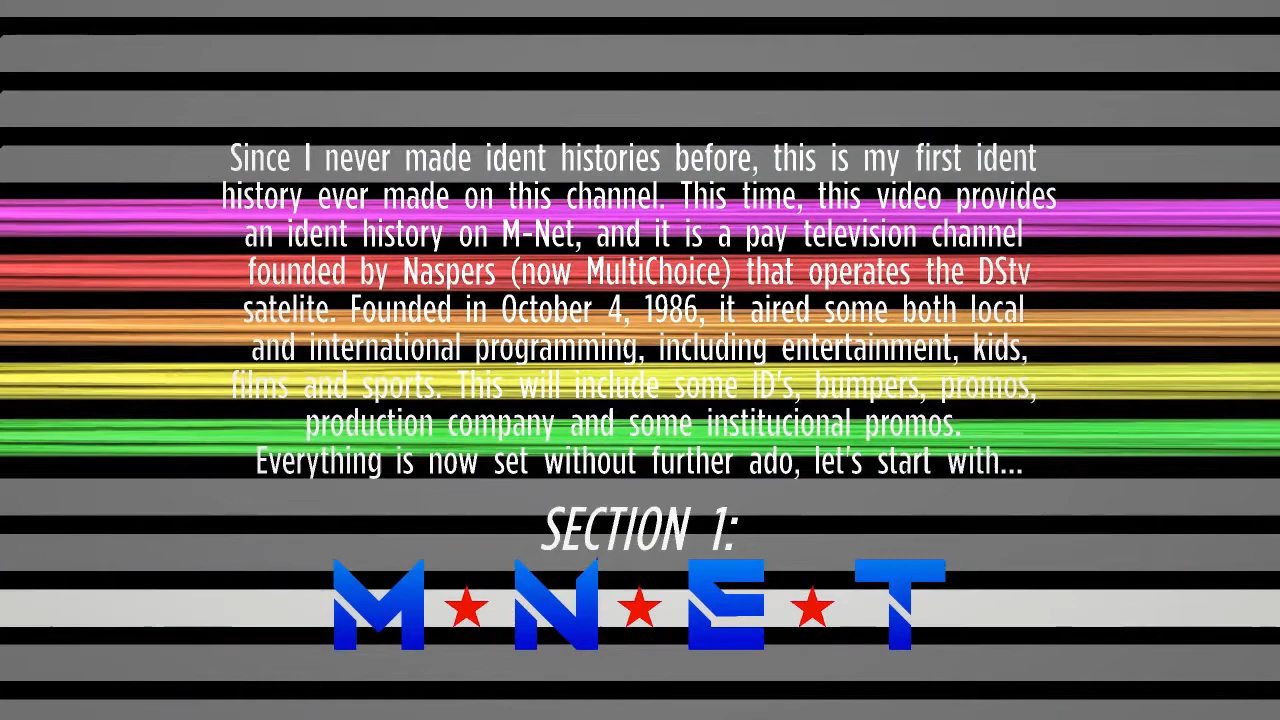 Since I never made ident histories before, this is my first ident
history ever made on this channel. This time, this video provides
an ident history on M-Net, and it is a pay television channel
founded by Naspers (now MultiChoice) that operates the DStv
satelite. Founded in October 4, 1986, it aired some both local
and international programming, including entertainment, kids,
films and sports. This will include some ID's, bumpers, promos,
production company and some institucional promos.
Everything is now set without further ado, let's start with...
SECTION 1:
M★N★E★T